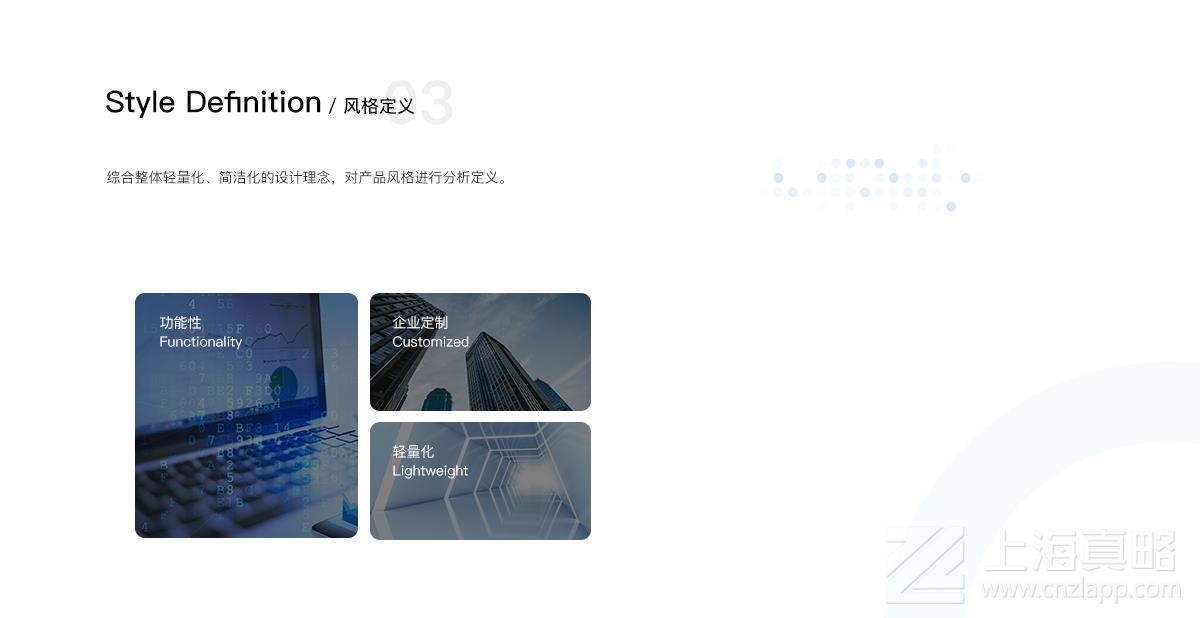 Style Definition / 风格定义
03
综合整体轻量化、简洁化的设计理念，对产品风格进行分析定义。
功能性
Functionality
企业定制
Customized
轻量化
Lightweight
上海真略
www.cnzlapp.com